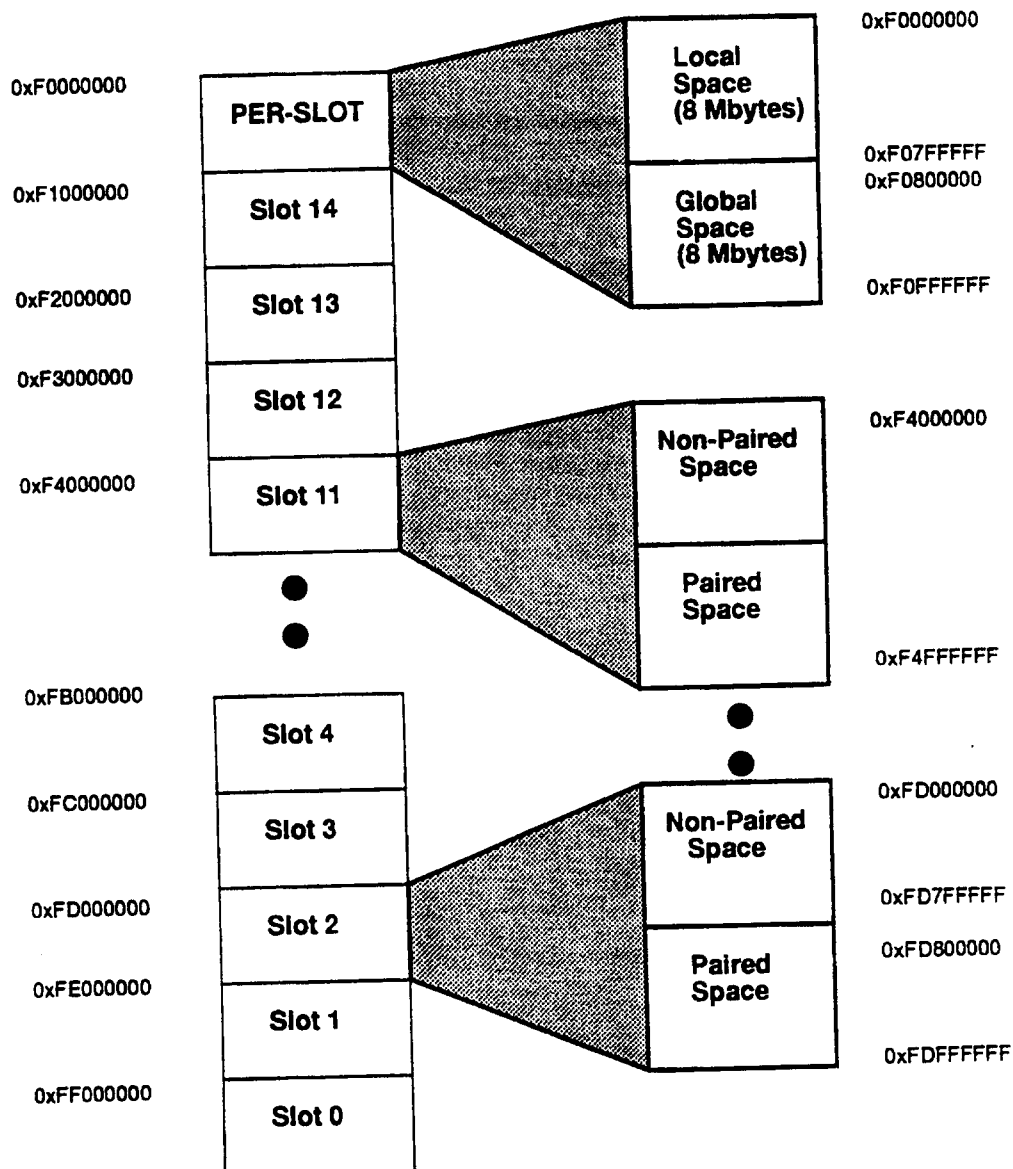 0xF0000000
PER-SLOT
0xF1000000
Slot 14
0xF2000000
Slot 13
0xF3000000
Slot 12
0xF4000000
Slot 11
0xFB000000
Slot 4
0xFC000000
Slot 3
0xFD000000
Slot 2
0xFE000000
Slot 1
0xFF000000
Slot 0
0xF0000000
Local
Space
(8 Mbytes)
0xF07FFFFF
0xF0800000
Global
Space
(8 Mbytes)
0xF0FFFFFF
0xF4000000
Non-Paired
Space
Paired
Space
0xF4FFFFFF
0xFD000000
Non-Paired
Space
0xFD7FFFFF
0xFD800000
Paired
Space
0xFDFFFFFF